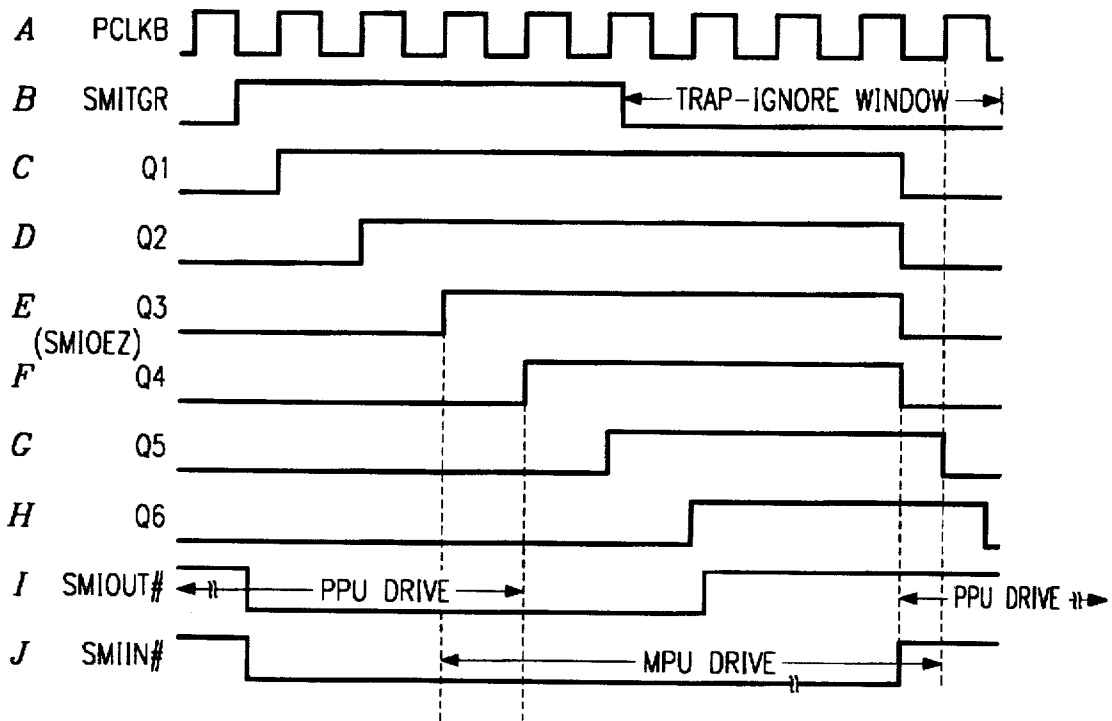 A PCLKB
B SMITGR TRAP-IGNORE WINDOW
C Q1
D Q2
E Q3
(SMIOEZ)
F Q4
G Q5
H Q6
I SMIOUT# PPU DRIVE PPU DRIVE
J SMIIN# MPU DRIVE